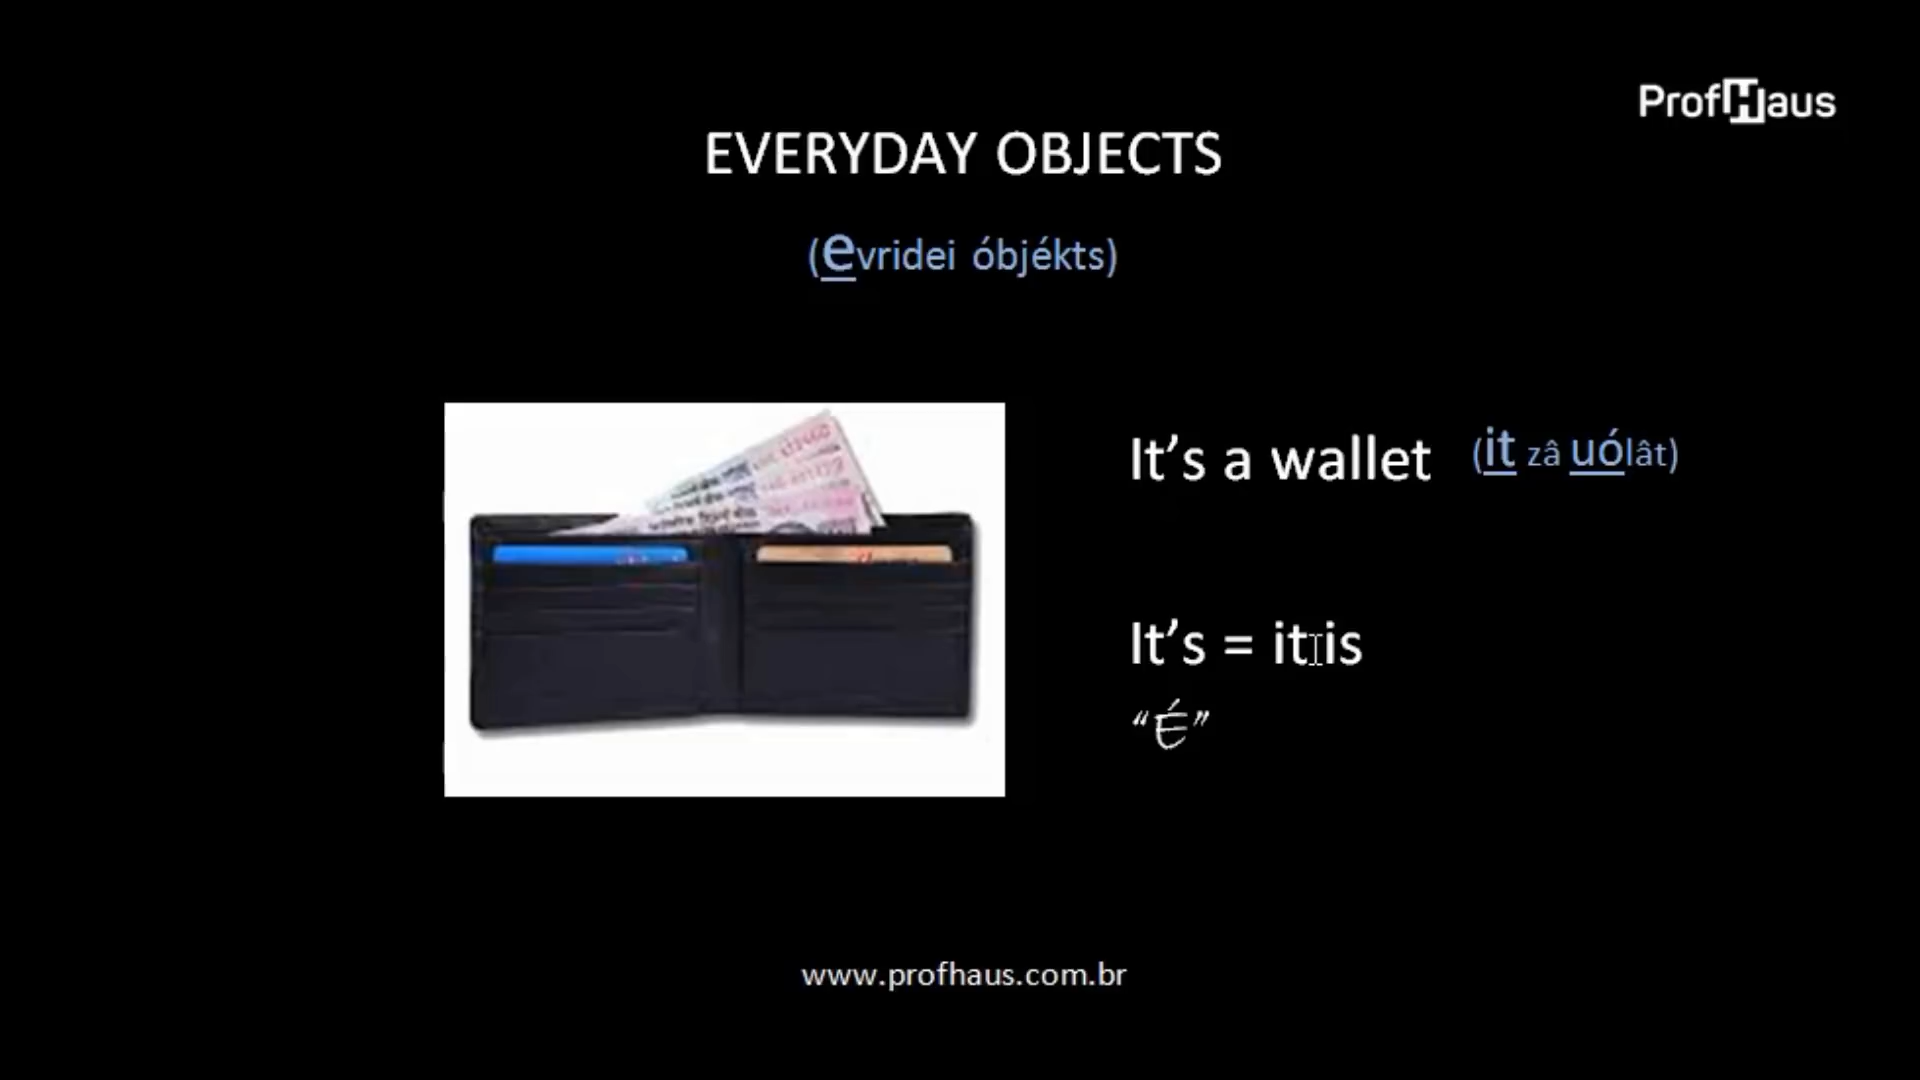 ProfHaus
EVERYDAY OBJECTS
(evridei óbjékts)
It’s a wallet (it zâ uólât)
It’s = it is
“É”
www.profhaus.com.br